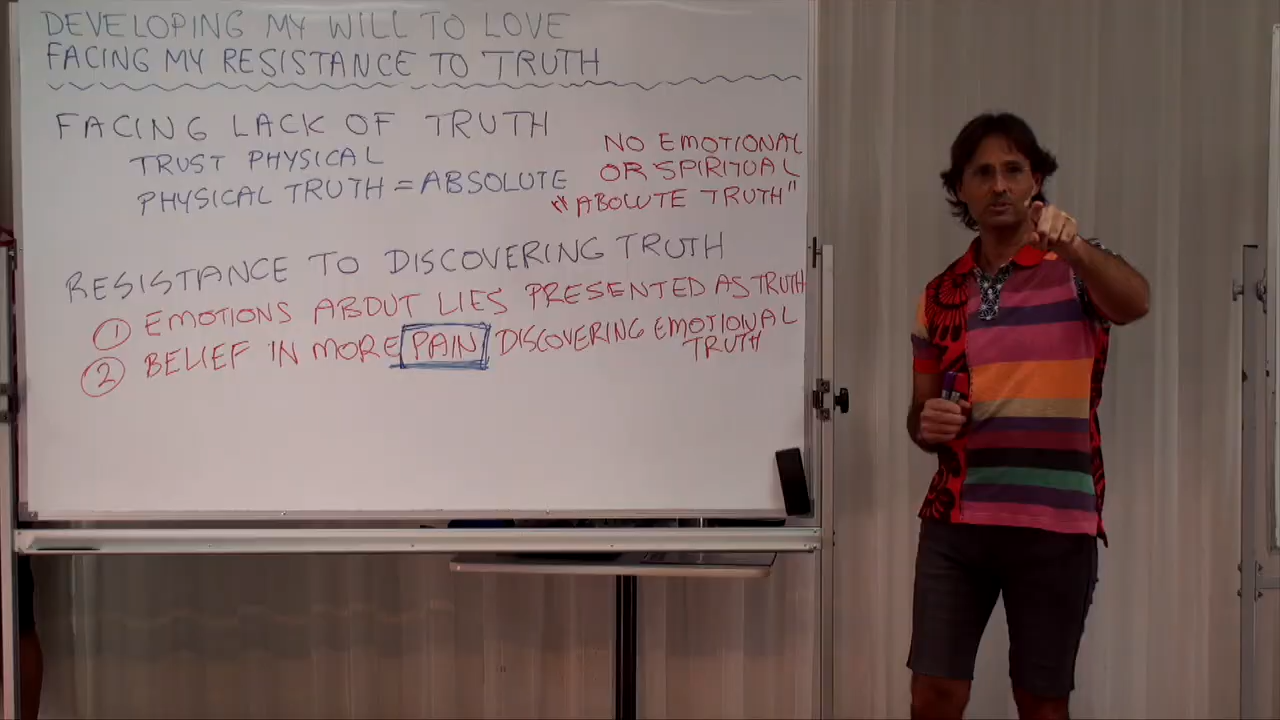 DEVELOPING MY WILL TO LOVE
FACING MY RESISTANCE TO TRUTH
FACING LACK OF TRUTH
TRUST PHYSICAL
PHYSICAL TRUTH = ABSOLUTE
NO EMOTIONAL
OR SPIRITUAL
"ABOLUTE TRUTH"
RESISTANCE TO DISCOVERING TRUTH
① EMOTIONS ABOUT LIES PRESENTED AS TRUTH
② BELIEF IN MORE PAIN DISCOVERING EMOTIONAL
TRUTH